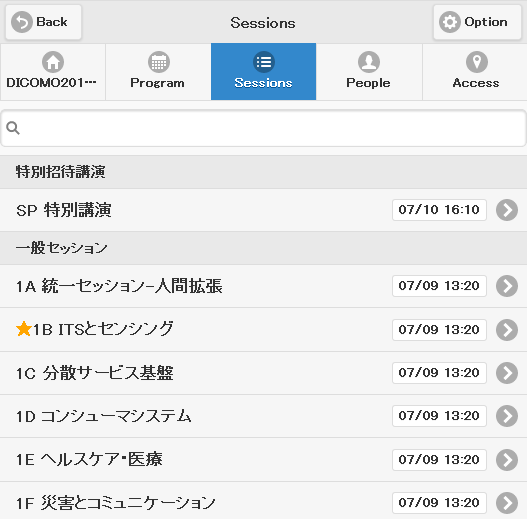 Back
Sessions
Option
DICOMO201…
Program
Sessions
People
Access
特別招待講演
SP 特別講演
07/10 16:10
一般セッション
1A 統一セッション-人間拡張
07/09 13:20
★1B ITSとセンシング
07/09 13:20
1C 分散サービス基盤
07/09 13:20
1D コンシューマシステム
07/09 13:20
1E ヘルスケア・医療
07/09 13:20
1F 災害とコミュニケーション
07/09 13:20